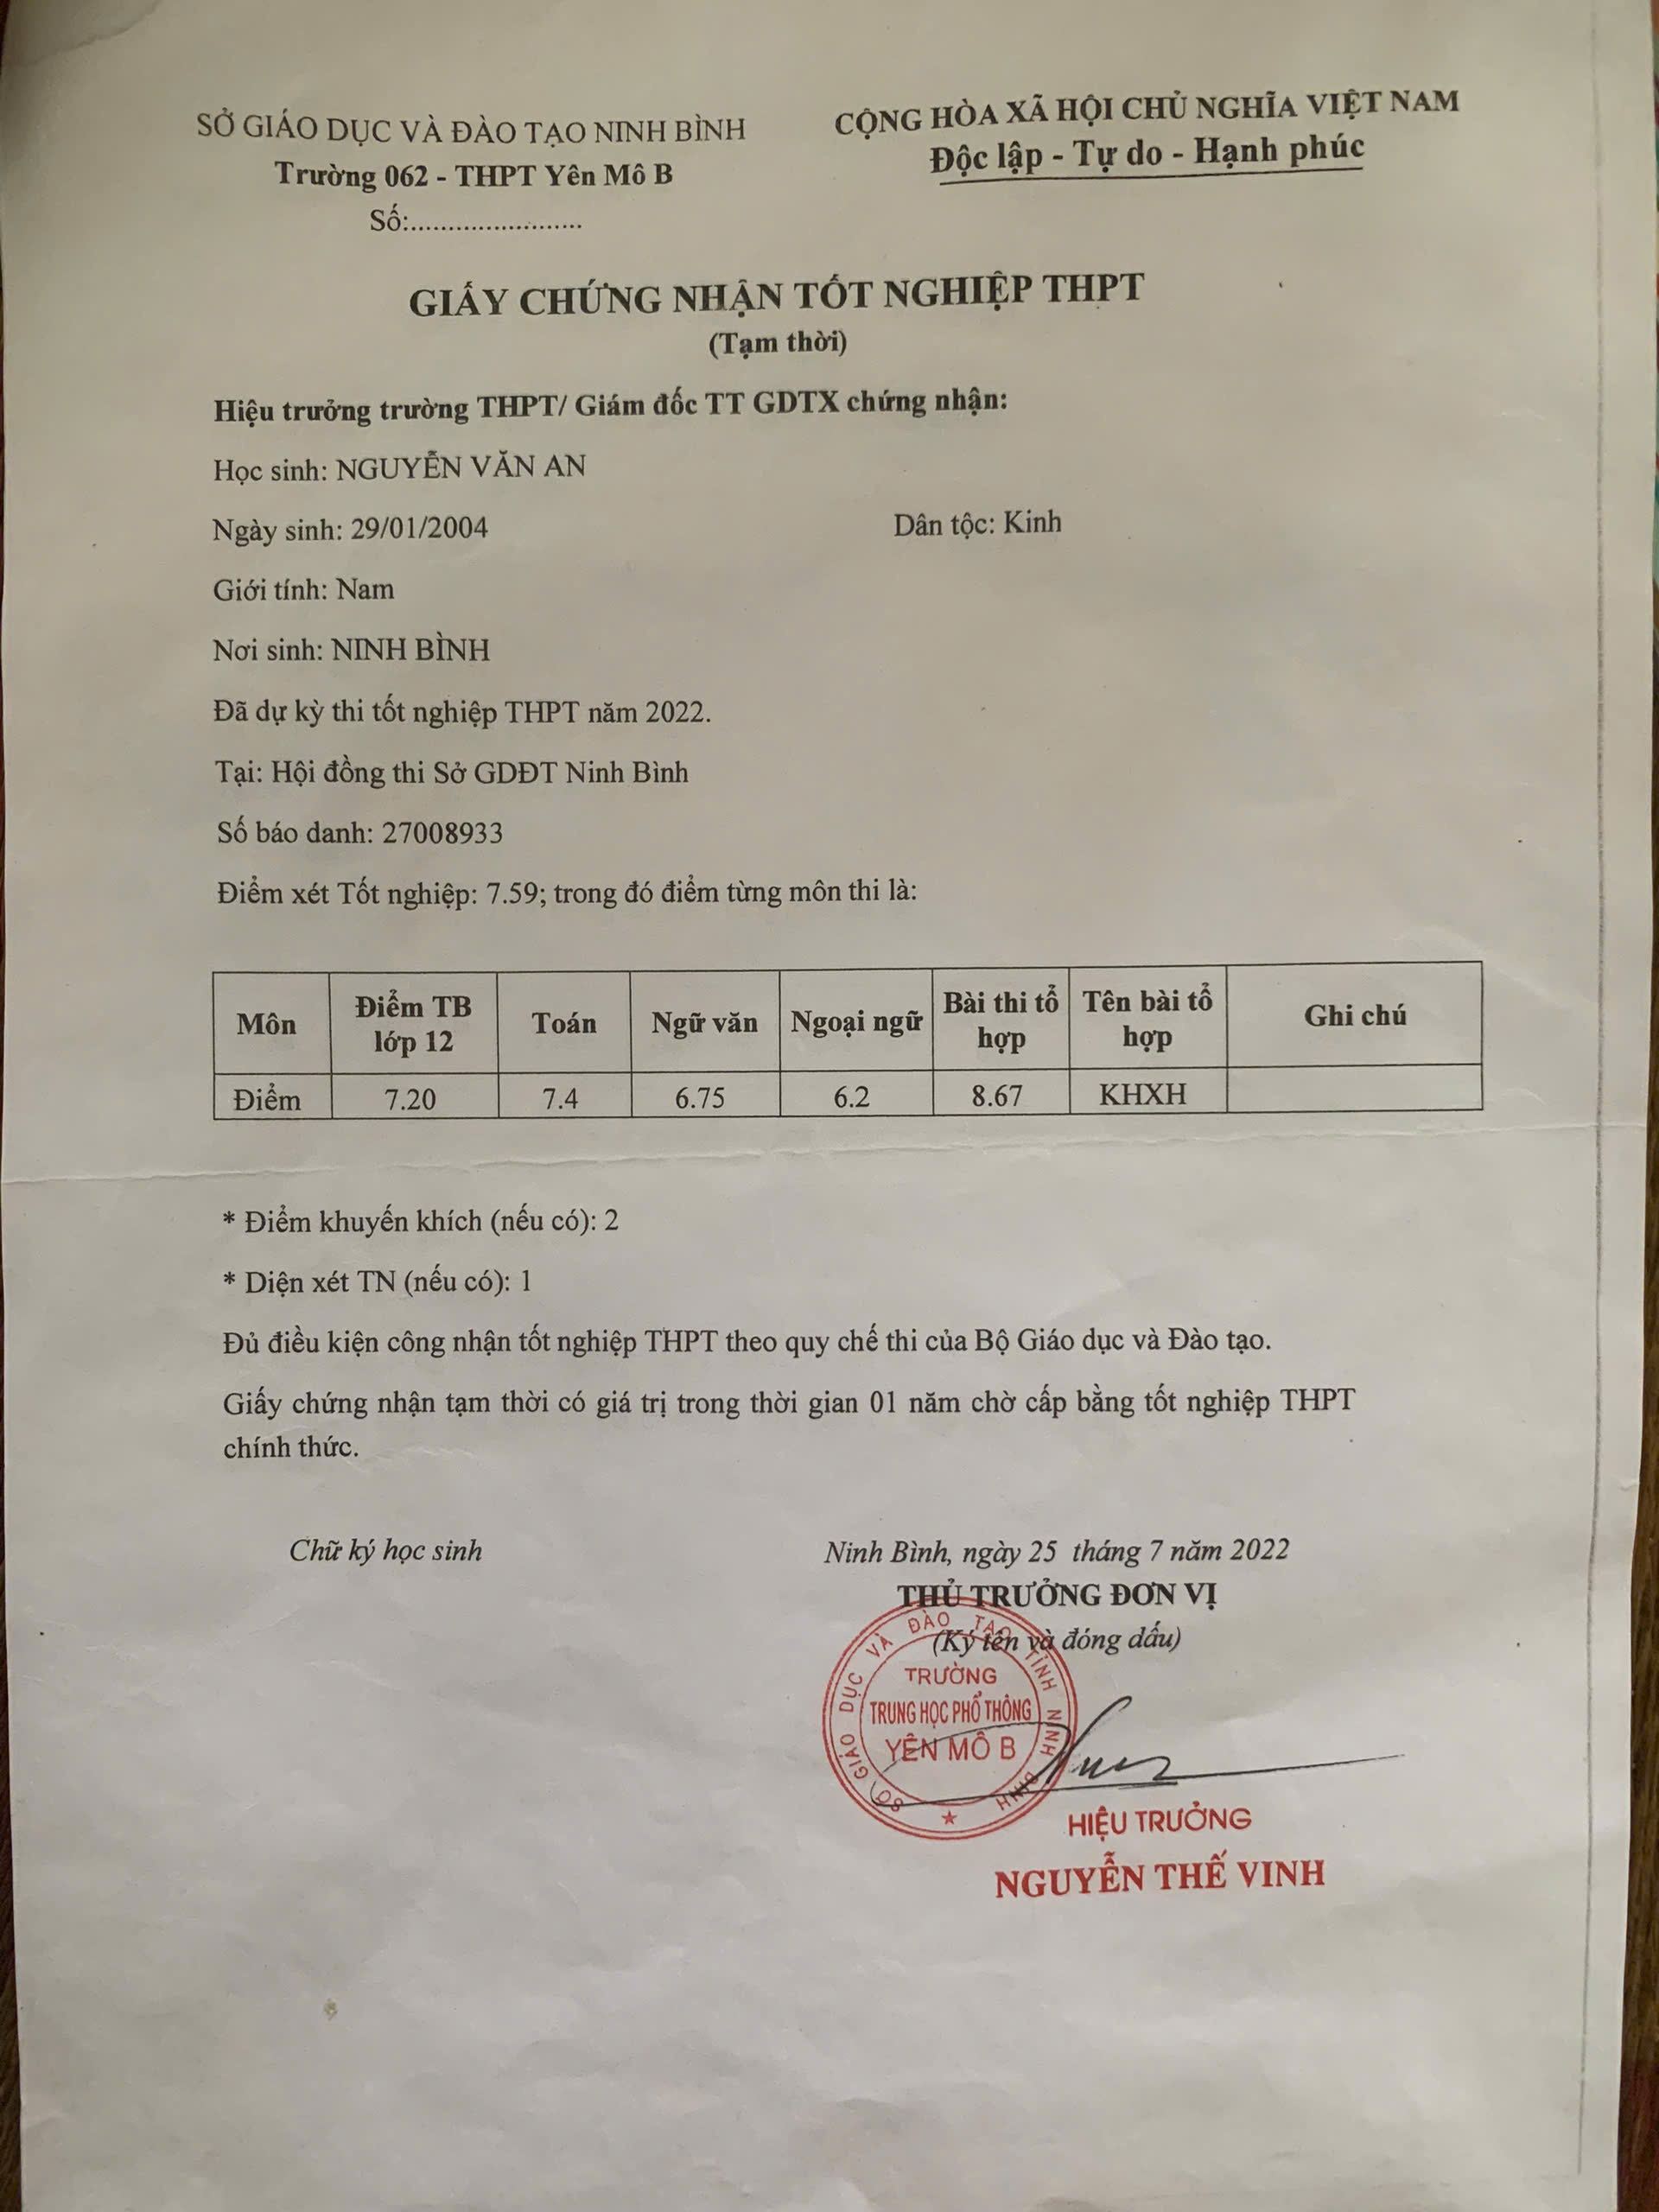 SỞ GIÁO DỤC VÀ ĐÀO TẠO NINH BÌNH
Trường 062 - THPT Yên Mô B
Số:.......................
CỘNG HÒA XÃ HỘI CHỦ NGHĨA VIỆT NAM
Độc lập - Tự do - Hạnh phúc
GIẤY CHỨNG NHẬN TỐT NGHIỆP THPT
(Tạm thời)
Hiệu trưởng trường THPT/ Giám đốc TT GDTX chứng nhận:
Học sinh: NGUYỄN VĂN AN
Ngày sinh: 29/01/2004 Dân tộc: Kinh
Giới tính: Nam
Nơi sinh: NINH BÌNH
Đã dự kỳ thi tốt nghiệp THPT năm 2022.
Tại: Hội đồng thi Sở GDĐT Ninh Bình
Số báo danh: 27008933
Điểm xét Tốt nghiệp: 7.59; trong đó điểm từng môn thi là:
Môn Điểm TB lớp 12 Toán Ngữ văn Ngoại ngữ Bài thi tổ hợp Tên bài tổ hợp Ghi chú
Điểm 7.20 7.4 6.75 6.2 8.67 KHXH
* Điểm khuyến khích (nếu có): 2
* Diện xét TN (nếu có): 1
Đủ điều kiện công nhận tốt nghiệp THPT theo quy chế thi của Bộ Giáo dục và Đào tạo.
Giấy chứng nhận tạm thời có giá trị trong thời gian 01 năm chờ cấp bằng tốt nghiệp THPT
chính thức.
Chữ ký học sinh
Ninh Bình, ngày 25 tháng 7 năm 2022
THỦ TRƯỞNG ĐƠN VỊ
(Ký tên và đóng dấu)
SỞ GIÁO DỤC VÀ ĐÀO TẠO TỈNH NINH BÌNH
TRƯỜNG
TRUNG HỌC PHỔ THÔNG
YÊN MÔ B
HIỆU TRƯỞNG
NGUYỄN THẾ VINH